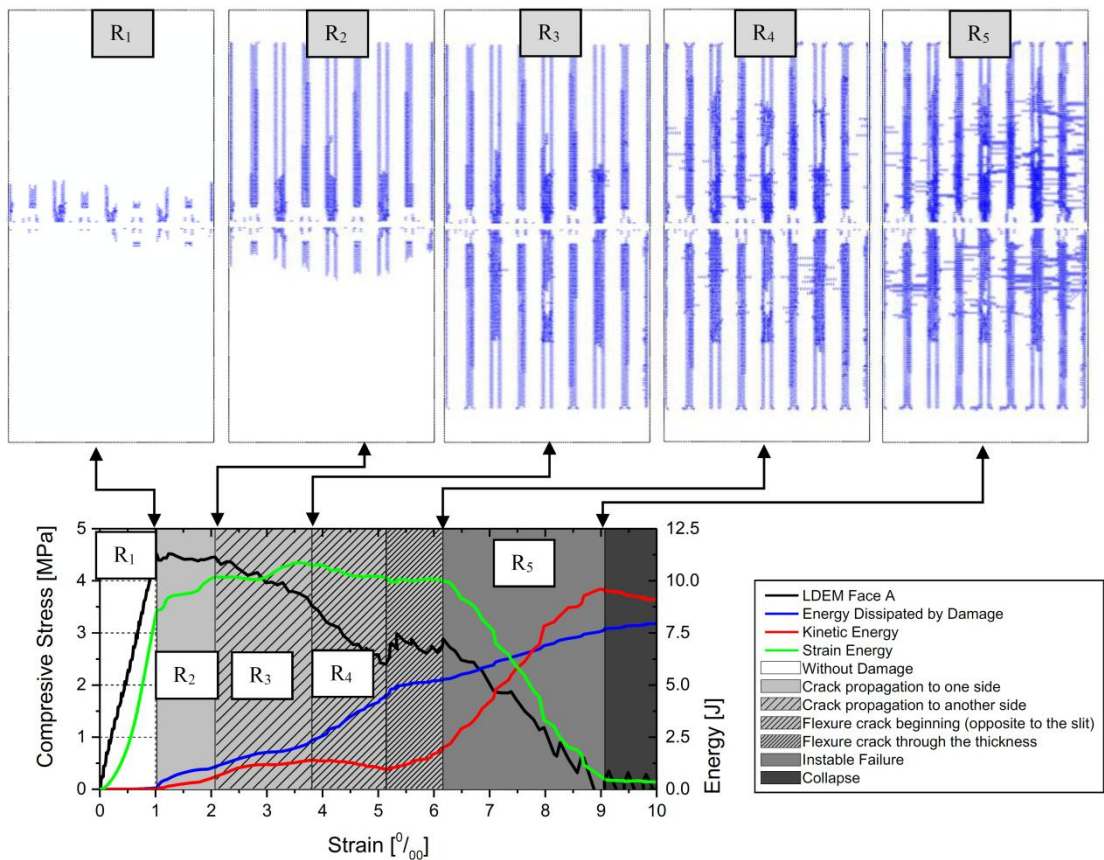 R₁
R₂
R₃
R₄
R₅
5
4
3
2
1
0
Compresive Stress [MPa]
R₁
R₂
R₃
R₄
R₅
12.5
10.0
7.5
5.0
2.5
0.0
Energy [J]
0 1 2 3 4 5 6 7 8 9 10
Strain [⁰/₀₀]
LDEM Face A
Energy Dissipated by Damage
Kinetic Energy
Strain Energy
Without Damage
Crack propagation to one side
Crack propagation to another side
Flexure crack beginning (opposite to the slit)
Flexure crack through the thickness
Instable Failure
Collapse